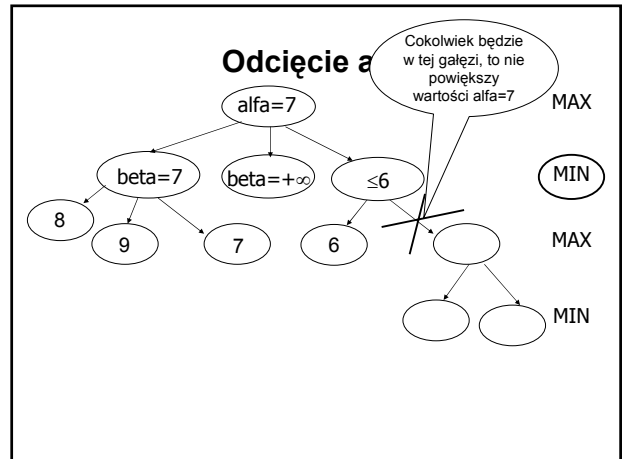 Odcięcie a
Cokolwiek będzie
w tej gałęzi, to nie
powiększy
wartości alfa=7
alfa=7
MAX
beta=7
beta=+∞
≤6
MIN
8
9
7
6
MAX
MIN